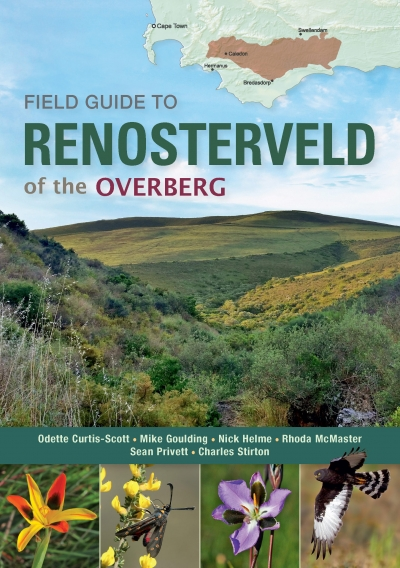 Cape Town
Swellendam
Caledon
Hermanus
Bredasdorp
FIELD GUIDE TO
RENOSTERVELD
of the OVERBERG
Odette Curtis-Scott • Mike Goulding • Nick Helme • Rhoda McMaster
Sean Privett • Charles Stirton